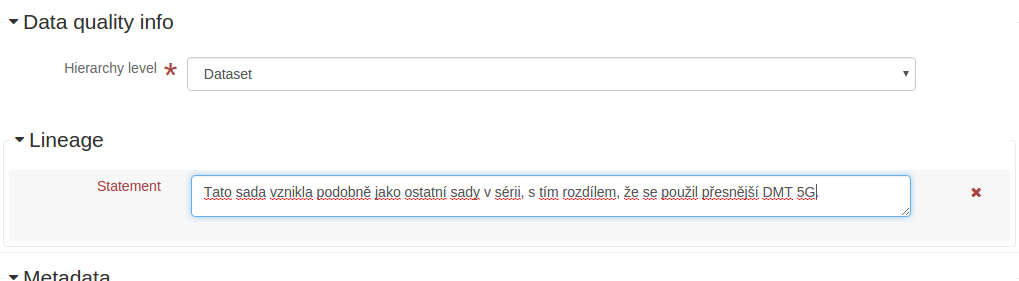 Data quality info
Hierarchy level * Dataset
Lineage
Statement Tato sada vznikla podobně jako ostatní sady v sérii, s tím rozdílem, že se použil přesnější DMT 5G
Metadata